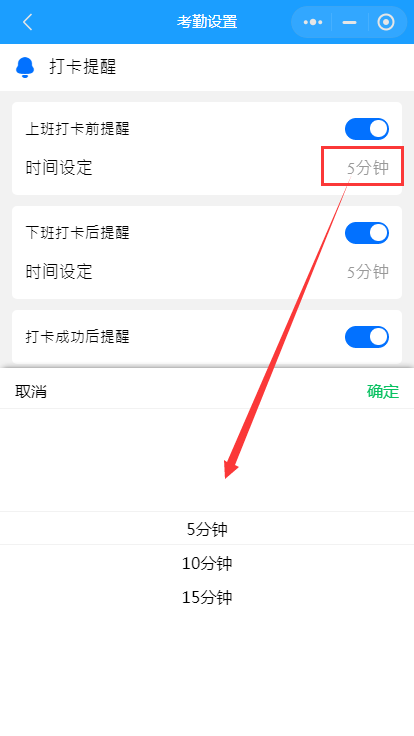 考勤设置
打卡提醒
上班打卡前提醒
时间设定 5分钟
下班打卡后提醒
时间设定 5分钟
打卡成功后提醒
取消 确定
5分钟
10分钟
15分钟